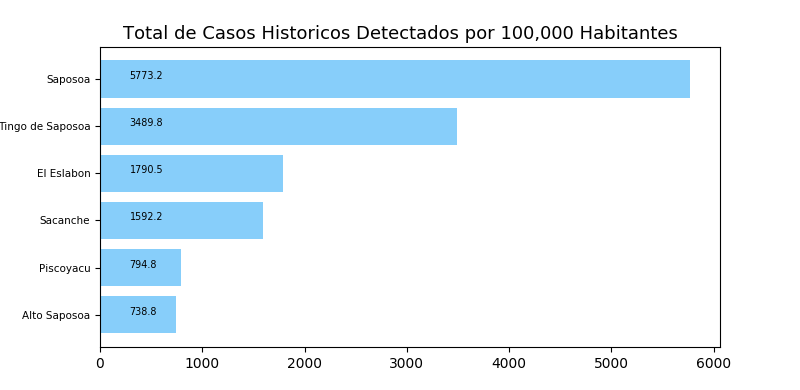 Total de Casos Historicos Detectados por 100,000 Habitantes
Saposoa 5773.2
Tingo de Saposoa 3489.8
El Eslabon 1790.5
Sacanche 1592.2
Piscoyacu 794.8
Alto Saposoa 738.8
0 1000 2000 3000 4000 5000 6000